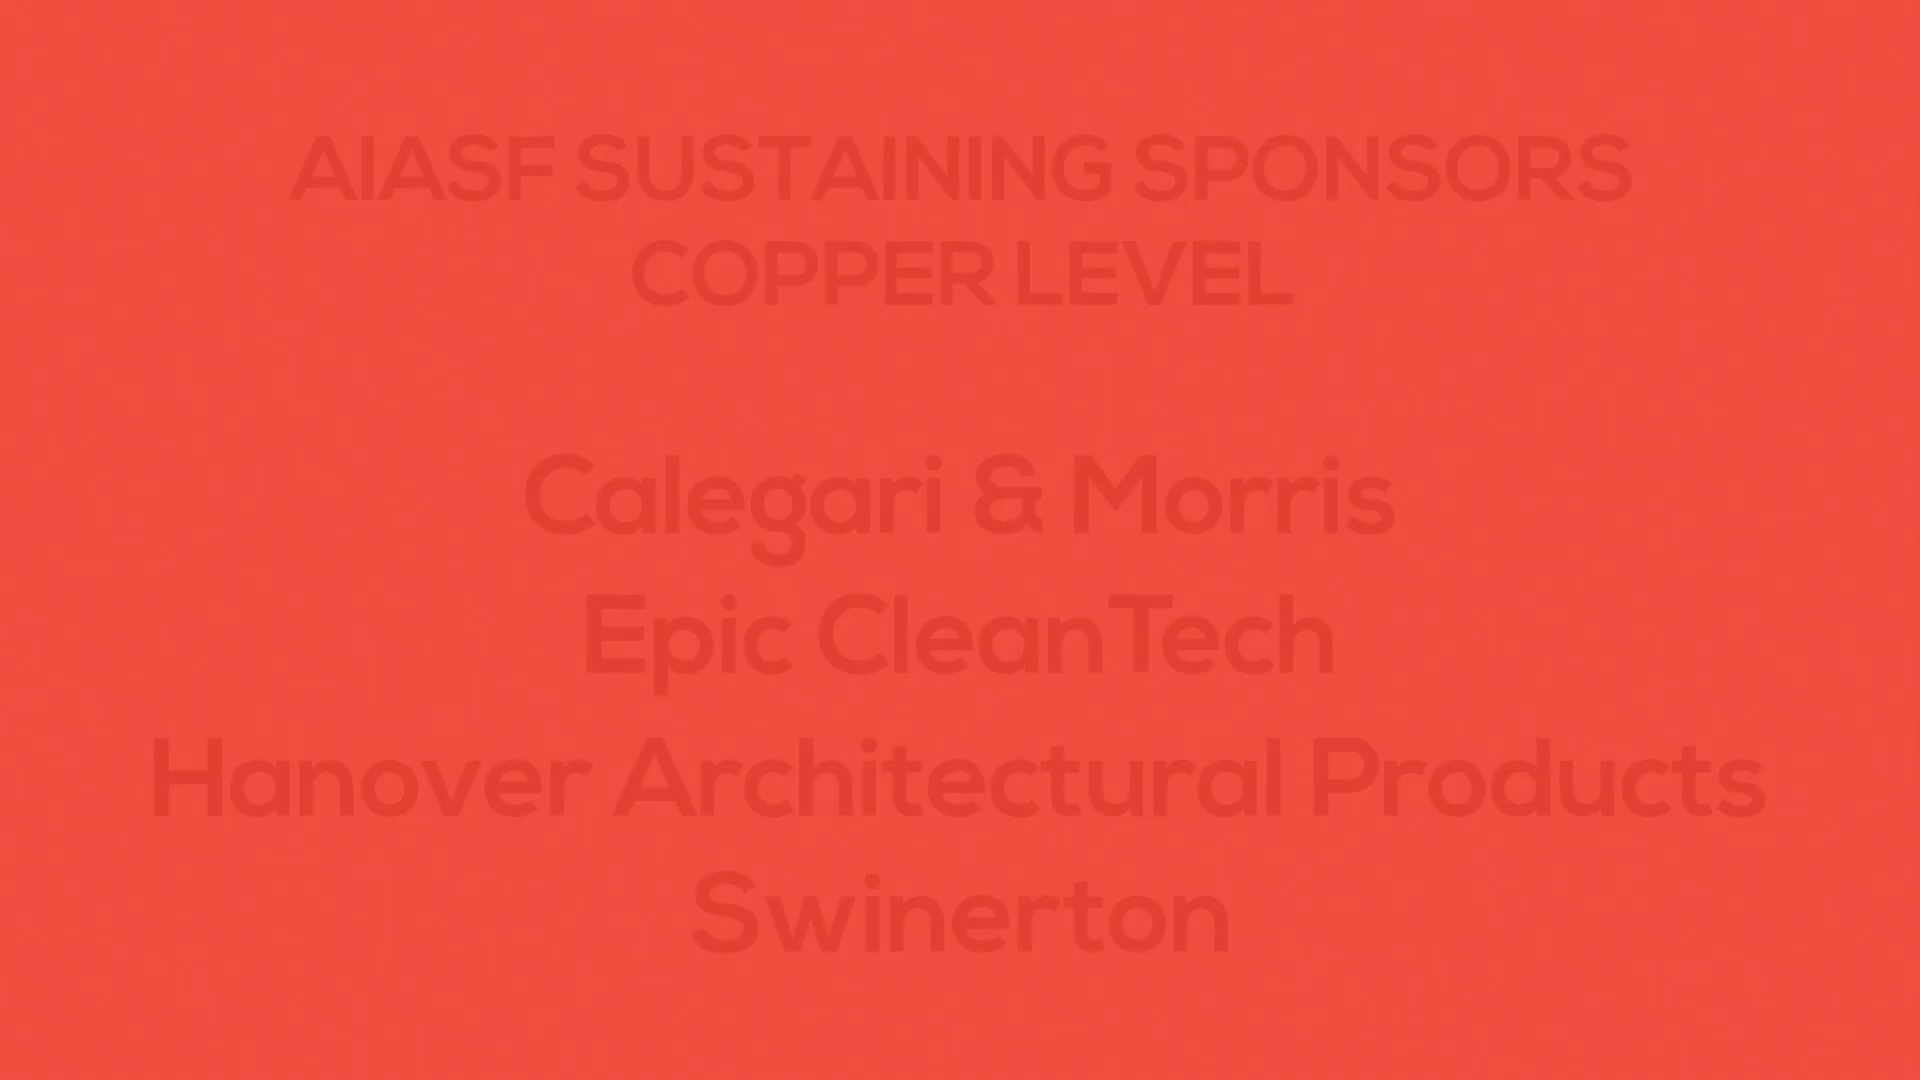 AIASF SUSTAINING SPONSORS
COPPER LEVEL
Calegari & Morris
Epic CleanTech
Hanover Architectural Products
Swinerton